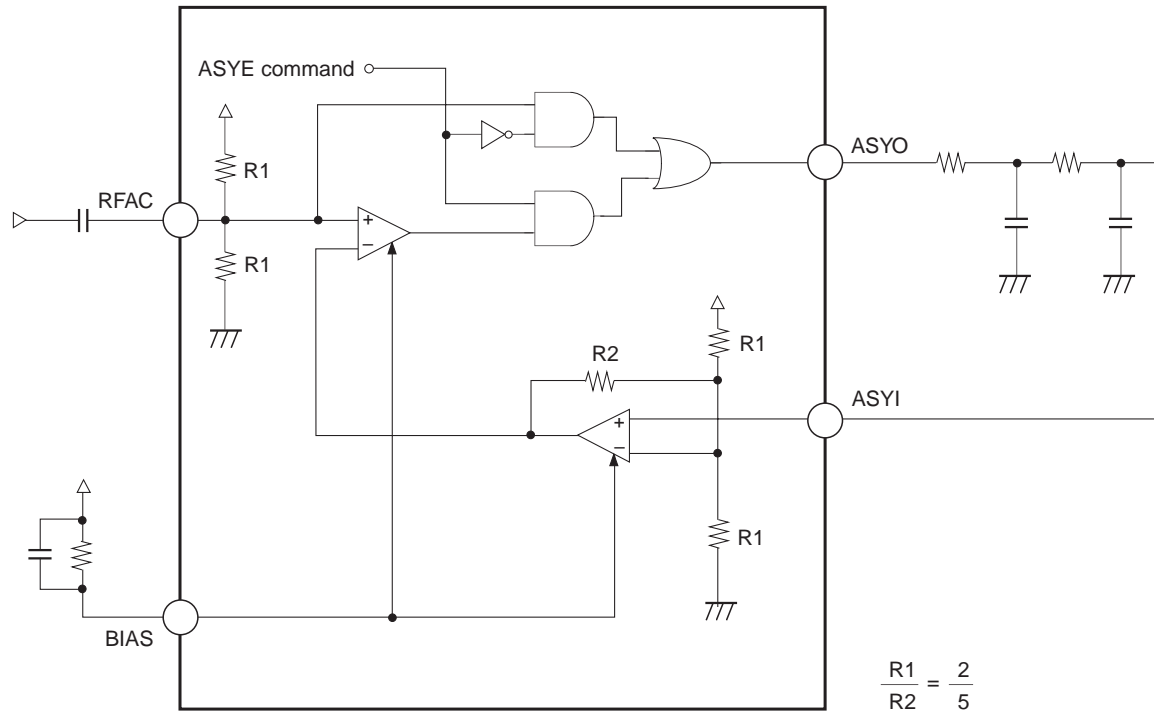 ASYE command
R1
RFAC
R1
ASYO
+
−
R1
R2
ASYI
+
−
R1
BIAS
R1/R2 = 2/5